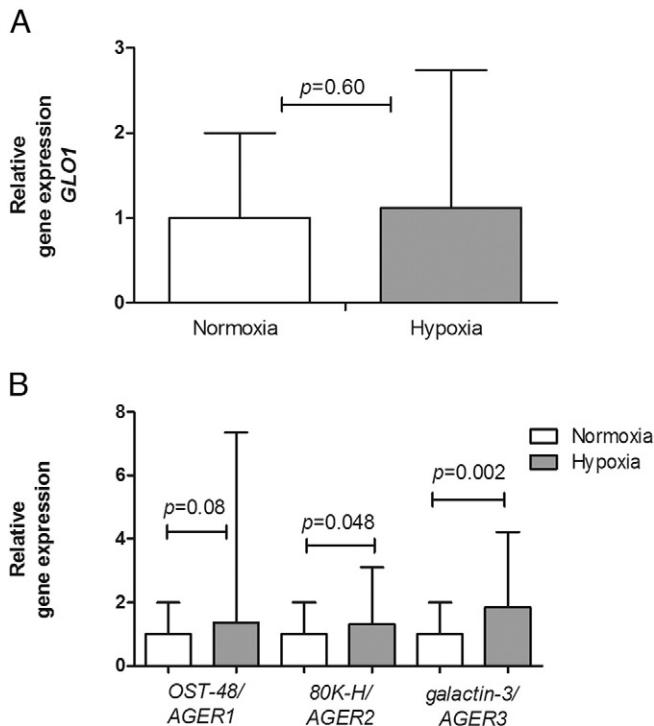 A
Relative
gene expression
GLO1
3
2
1
0
p=0.60
Normoxia
Hypoxia
B
Relative
gene expression
8
6
4
2
0
p=0.08
p=0.048
p=0.002
Normoxia
Hypoxia
OST-48/
AGER1
80K-H/
AGER2
galactin-3/
AGER3